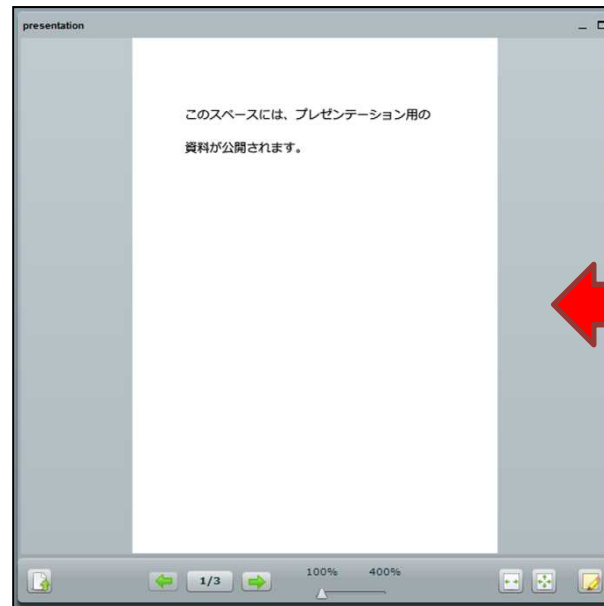 presentation
このスペースには、プレゼンテーション用の
資料が公開されます。
1/3
100% 400%